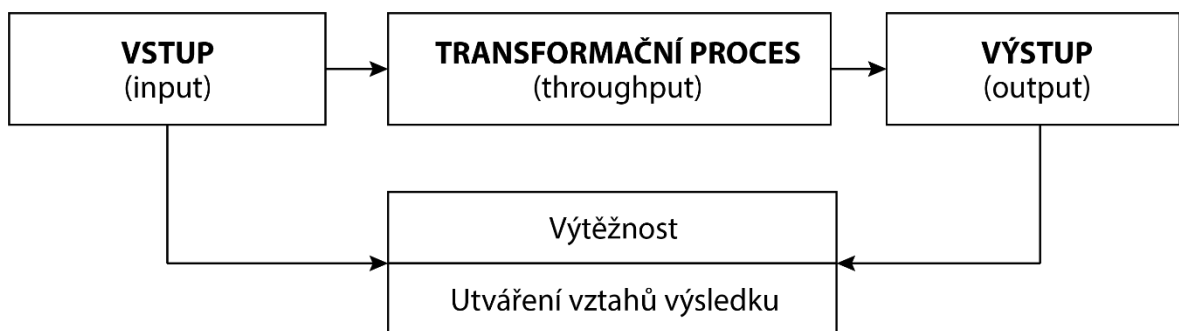 VSTUP
(input)
TRANSFORMAČNÍ PROCES
(throughput)
VÝSTUP
(output)
Výtěžnost
Utváření vztahů výsledku